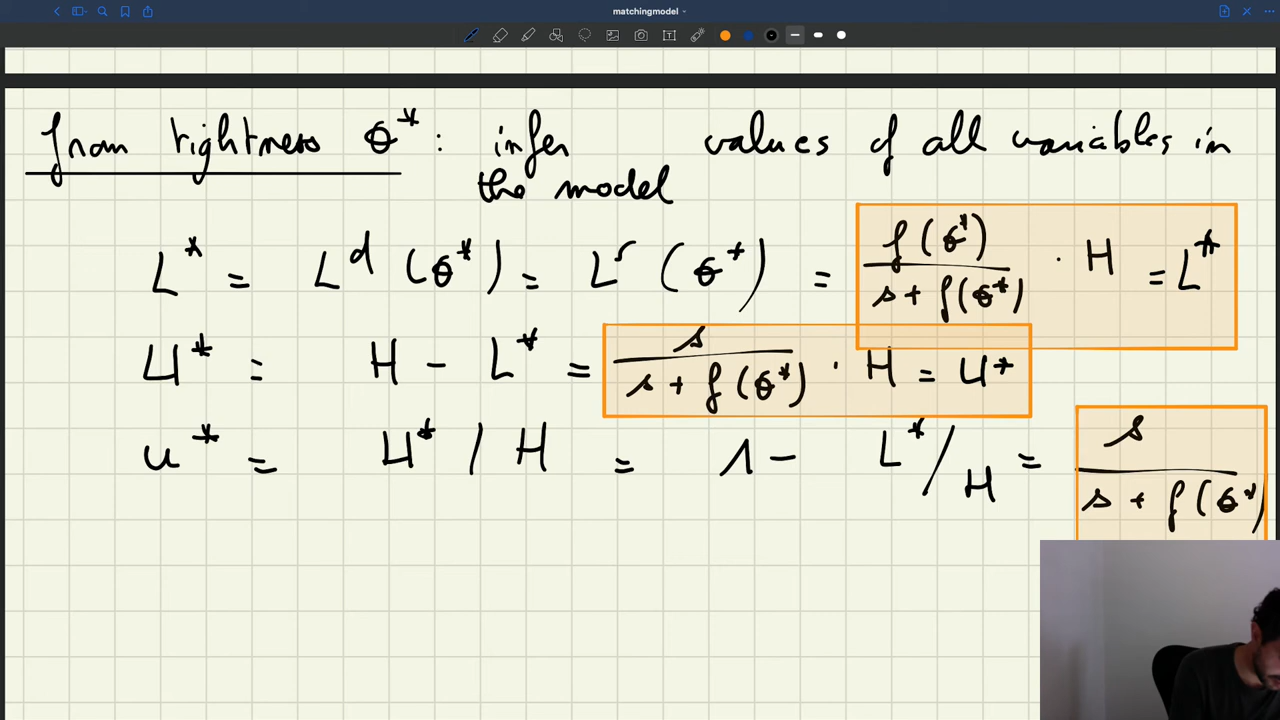 matchingmodel
from tightness θ* : infer values of all variables in
the model
L* = L^d (θ*) = L^s (θ*) = f(θ*) / (s + f(θ*)) · H = L*
U* = H - L* = s / (s + f(θ*)) · H = U*
u* = U* / H = 1 - L* / H = s / (s + f(θ*))